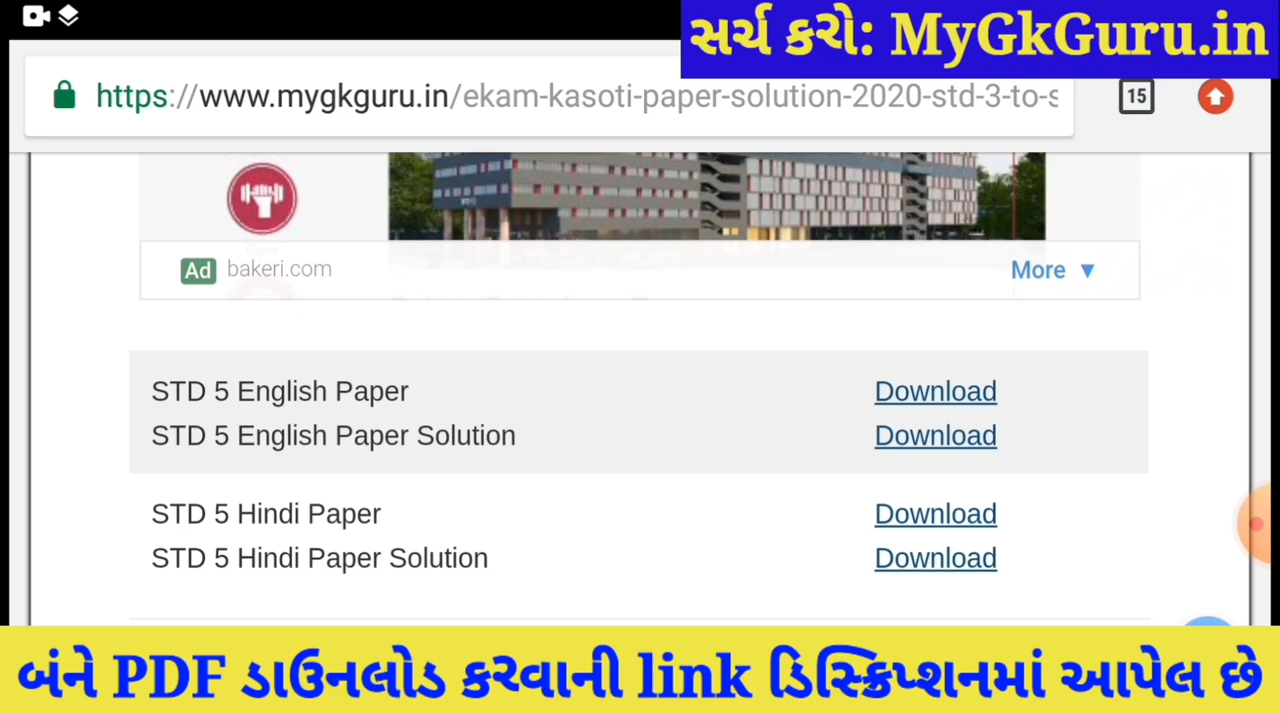 સર્ચ કરો: MyGkGuru.in
https://www.mygkguru.in/ekam-kasoti-paper-solution-2020-std-3-to-s
15
Ad bakeri.com More ▼
STD 5 English Paper Download
STD 5 English Paper Solution Download
STD 5 Hindi Paper Download
STD 5 Hindi Paper Solution Download
બંને PDF ડાઉનલોડ કરવાની link ડિસ્ક્રિપ્શનમાં આપેલ છે